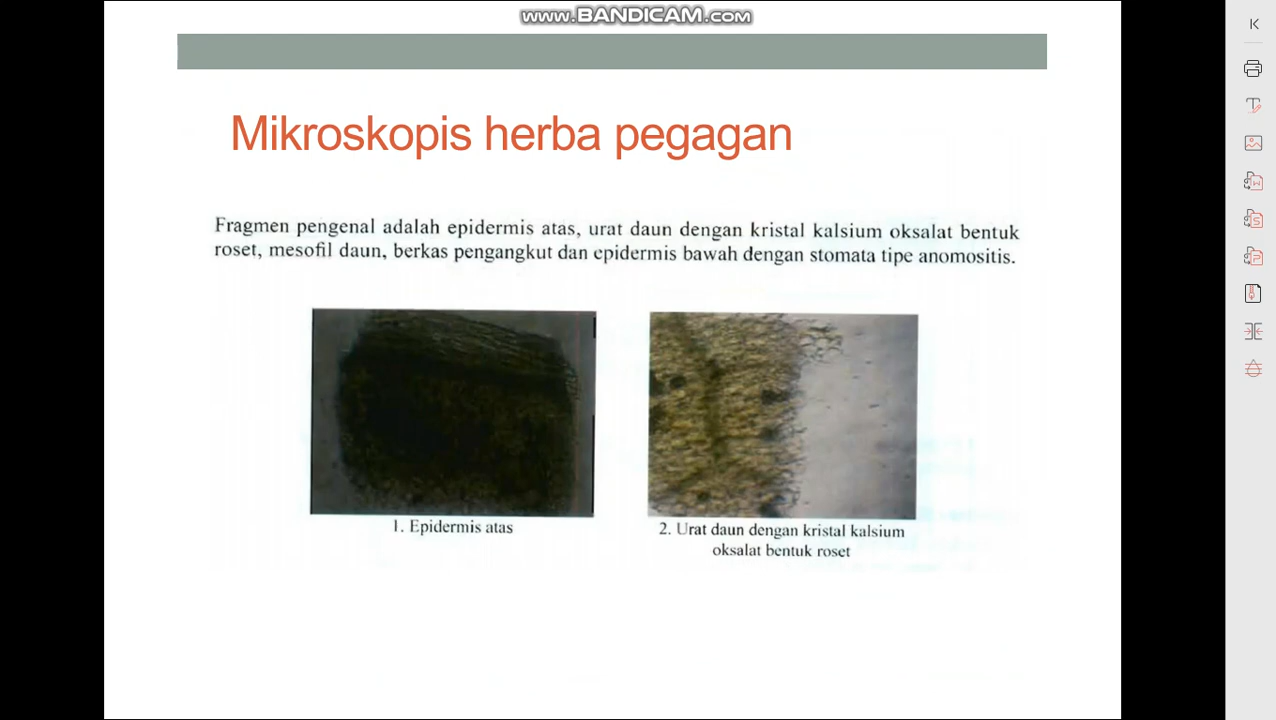 www.BANDICAM.com
Mikroskopis herba pegagan
Fragmen pengenal adalah epidermis atas, urat daun dengan kristal kalsium oksalat bentuk
roset, mesofil daun, berkas pengangkut dan epidermis bawah dengan stomata tipe anomositis.
1. Epidermis atas
2. Urat daun dengan kristal kalsium
oksalat bentuk roset